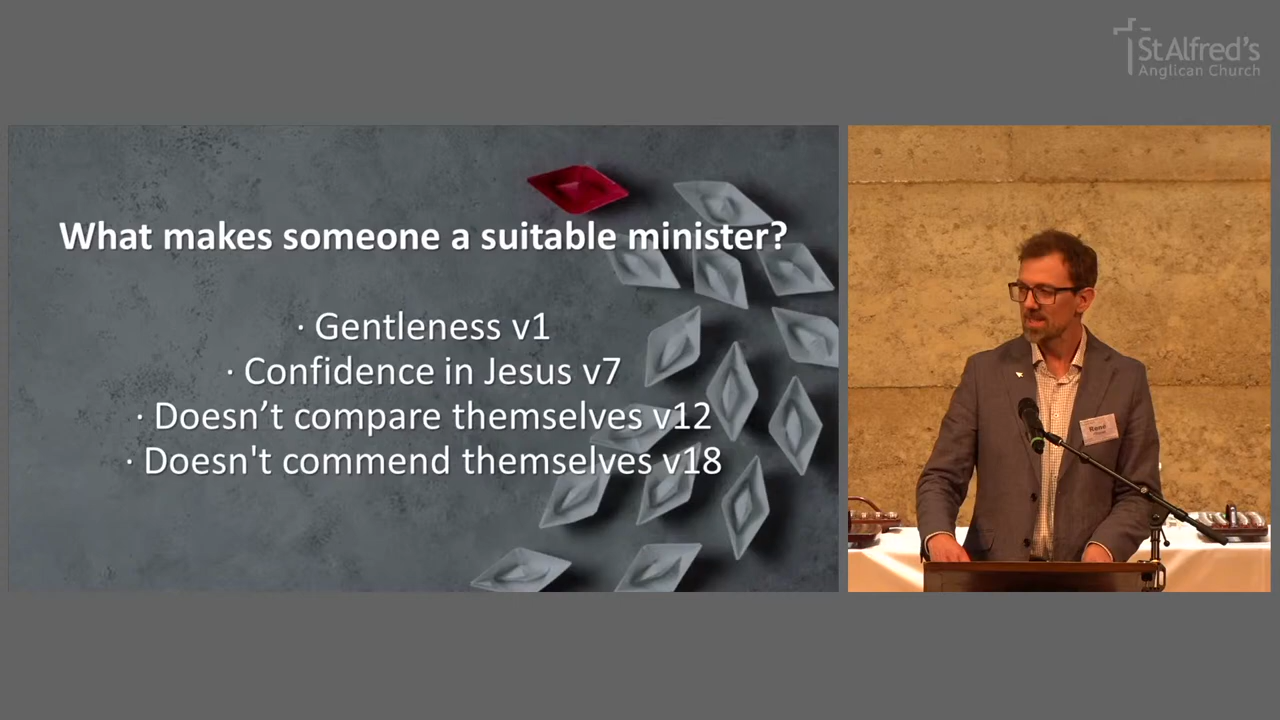 St Alfred's
Anglican Church
What makes someone a suitable minister?
· Gentleness v1
· Confidence in Jesus v7
· Doesn’t compare themselves v12
· Doesn't commend themselves v18
René